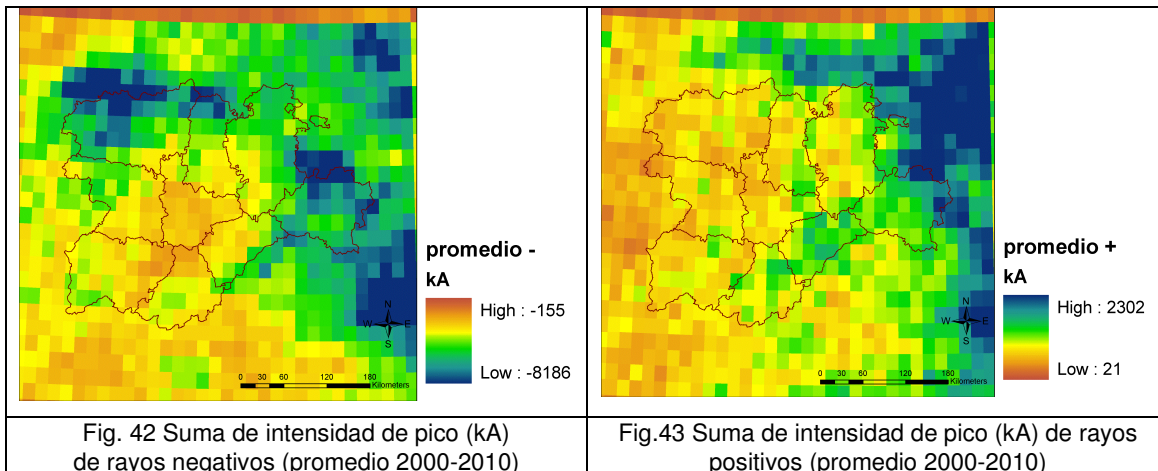 promedio -
kA
High : -155
Low : -8186
N
W E
S
0 30 60 120 180
Kilometers
promedio +
kA
High : 2302
Low : 21
N
W E
S
0 30 60 120 180
Kilometers
Fig. 42 Suma de intensidad de pico (kA)
de rayos negativos (promedio 2000-2010)
Fig.43 Suma de intensidad de pico (kA) de rayos
positivos (promedio 2000-2010)